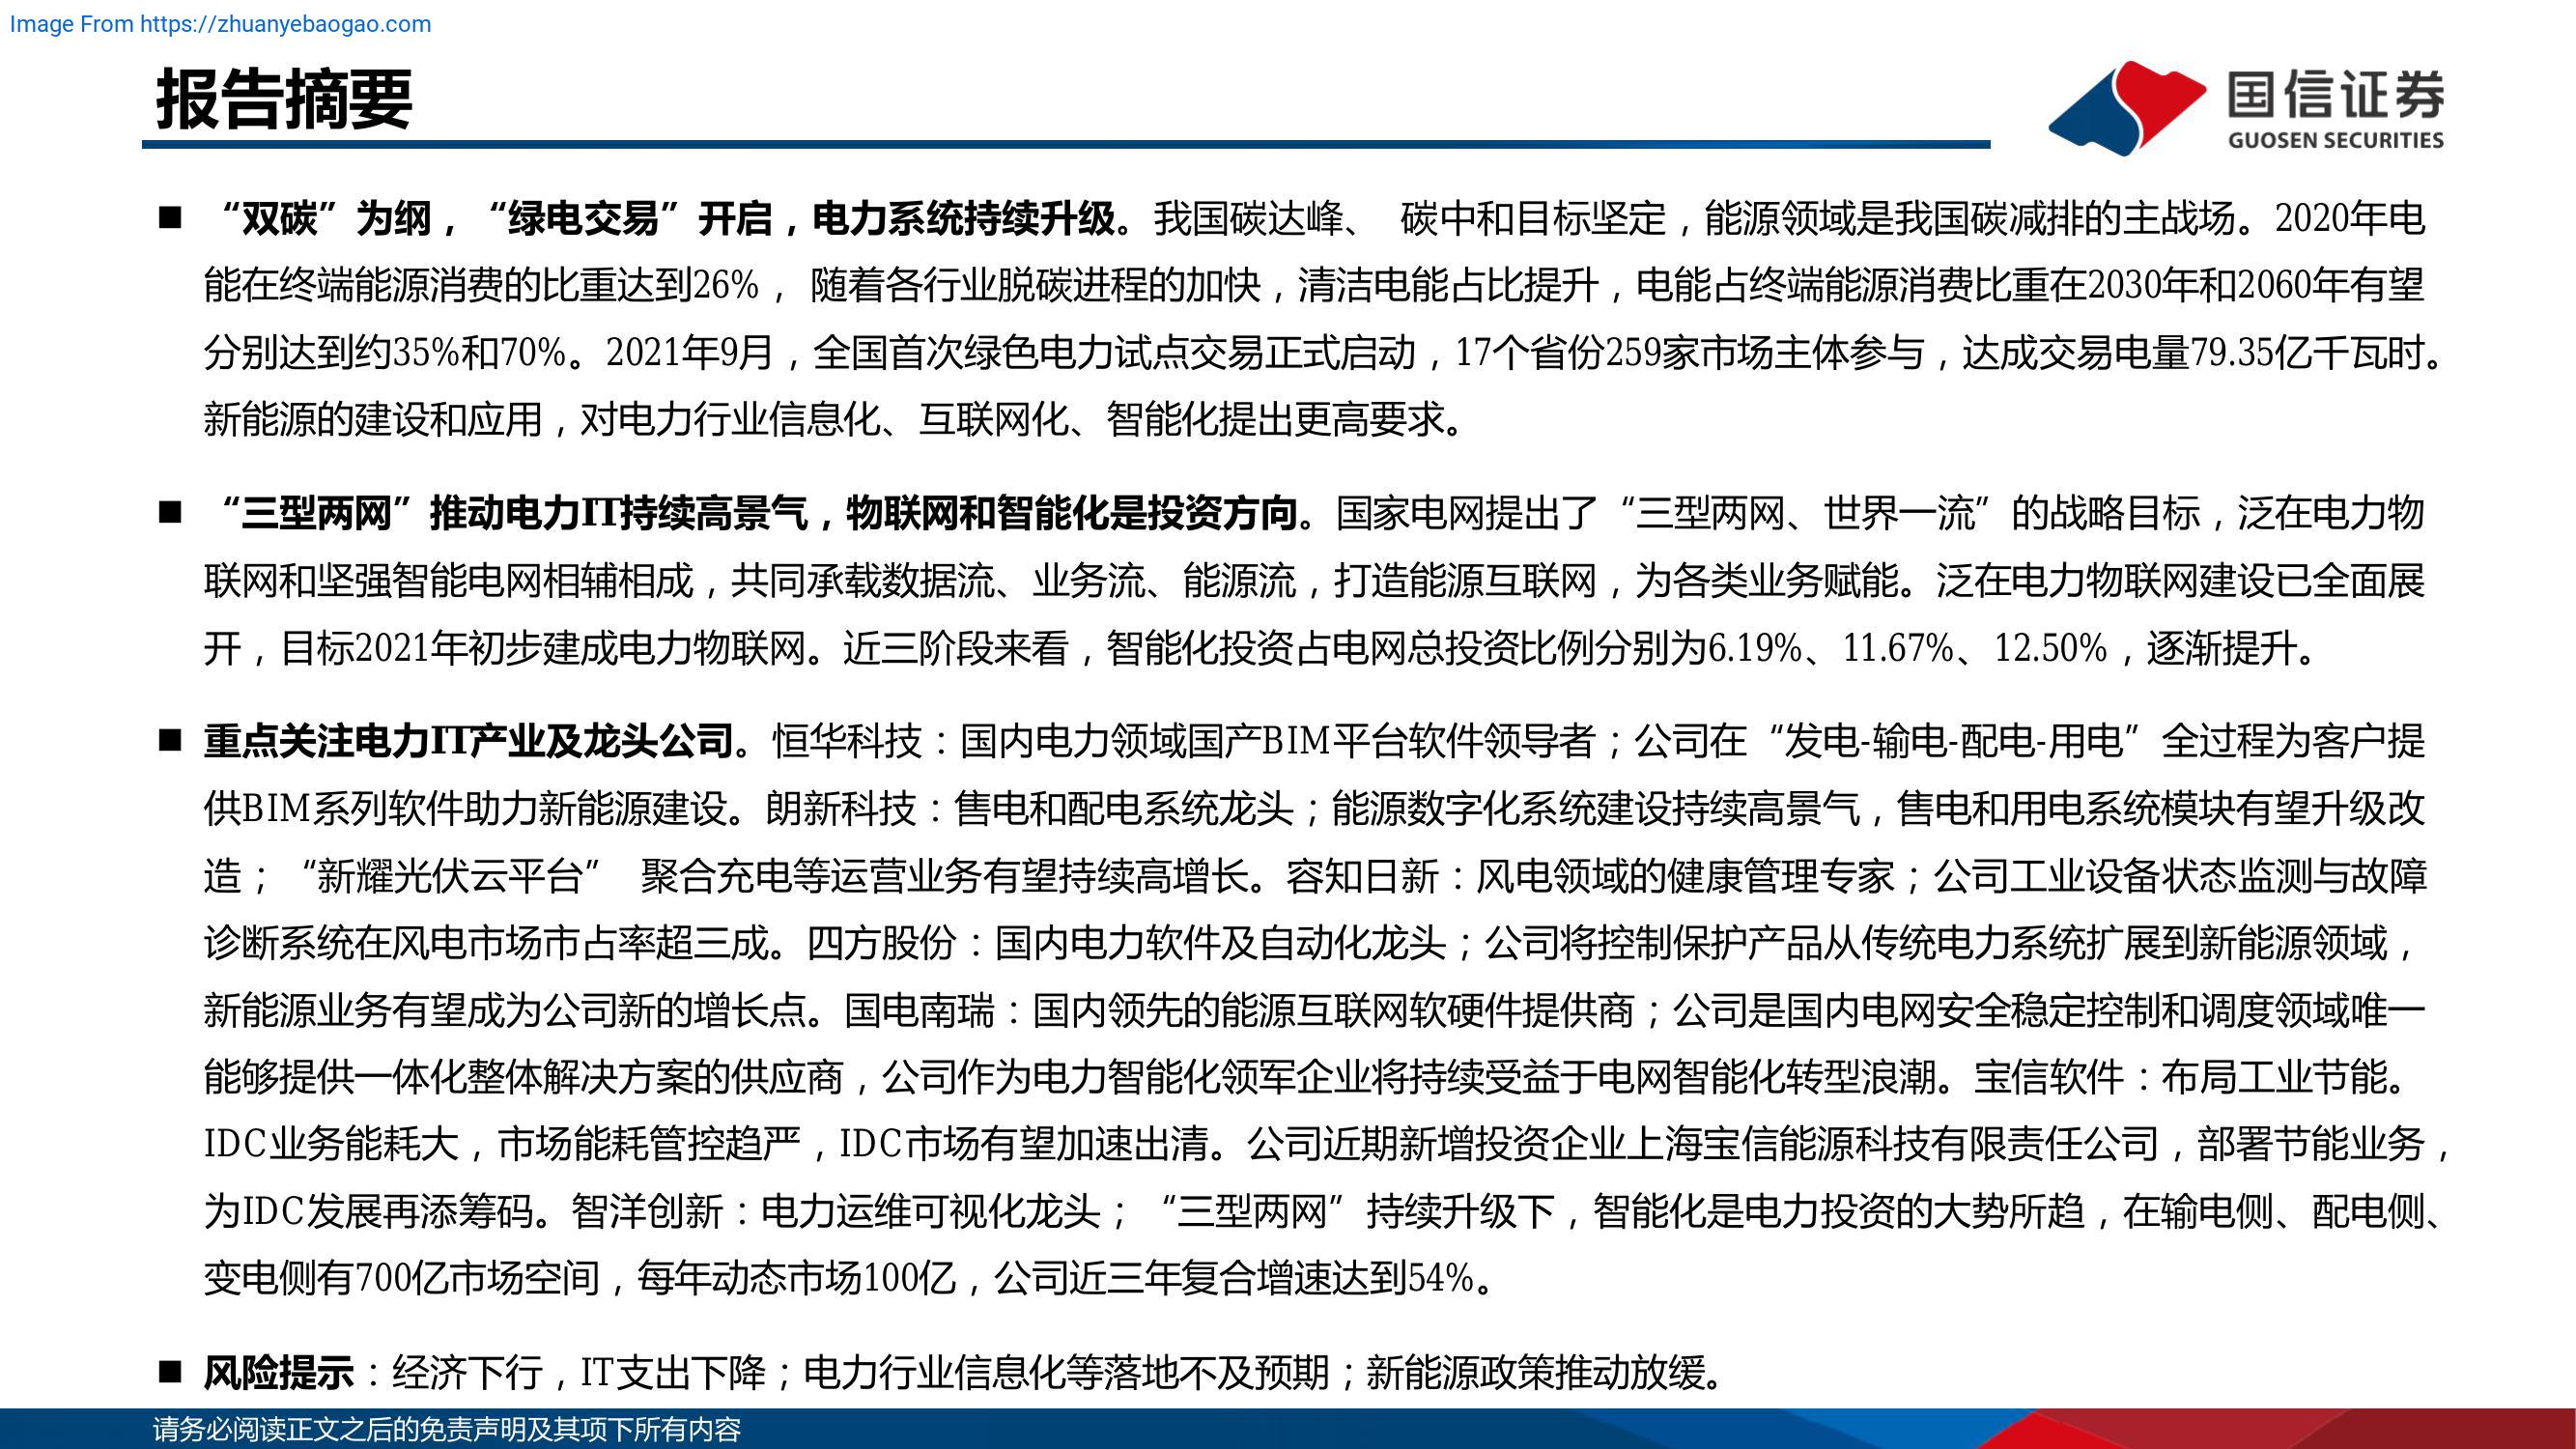 Image From https://zhuanyebaogao.com
报告摘要
国信证券
GUOSEN SECURITIES
■ “双碳”为纲，“绿电交易”开启，电力系统持续升级。我国碳达峰、 碳中和目标坚定，能源领域是我国碳减排的主战场。2020年电
能在终端能源消费的比重达到26%， 随着各行业脱碳进程的加快，清洁电能占比提升，电能占终端能源消费比重在2030年和2060年有望
分别达到约35%和70%。2021年9月，全国首次绿色电力试点交易正式启动，17个省份259家市场主体参与，达成交易电量79.35亿千瓦时。
新能源的建设和应用，对电力行业信息化、互联网化、智能化提出更高要求。
■ “三型两网”推动电力IT持续高景气，物联网和智能化是投资方向。国家电网提出了“三型两网、世界一流”的战略目标，泛在电力物
联网和坚强智能电网相辅相成，共同承载数据流、业务流、能源流，打造能源互联网，为各类业务赋能。泛在电力物联网建设已全面展
开，目标2021年初步建成电力物联网。近三阶段来看，智能化投资占电网总投资比例分别为6.19%、11.67%、12.50%，逐渐提升。
■ 重点关注电力IT产业及龙头公司。恒华科技：国内电力领域国产BIM平台软件领导者；公司在“发电-输电-配电-用电”全过程为客户提
供BIM系列软件助力新能源建设。朗新科技：售电和配电系统龙头；能源数字化系统建设持续高景气，售电和用电系统模块有望升级改
造；“新耀光伏云平台” 聚合充电等运营业务有望持续高增长。容知日新：风电领域的健康管理专家；公司工业设备状态监测与故障
诊断系统在风电市场市占率超三成。四方股份：国内电力软件及自动化龙头；公司将控制保护产品从传统电力系统扩展到新能源领域，
新能源业务有望成为公司新的增长点。国电南瑞：国内领先的能源互联网软硬件提供商；公司是国内电网安全稳定控制和调度领域唯一
能够提供一体化整体解决方案的供应商，公司作为电力智能化领军企业将持续受益于电网智能化转型浪潮。宝信软件：布局工业节能。
IDC业务能耗大，市场能耗管控趋严，IDC市场有望加速出清。公司近期新增投资企业上海宝信能源科技有限责任公司，部署节能业务，
为IDC发展再添筹码。智洋创新：电力运维可视化龙头；“三型两网”持续升级下，智能化是电力投资的大势所趋，在输电侧、配电侧、
变电侧有700亿市场空间，每年动态市场100亿，公司近三年复合增速达到54%。
■ 风险提示：经济下行，IT支出下降；电力行业信息化等落地不及预期；新能源政策推动放缓。
请务必阅读正文之后的免责声明及其项下所有内容